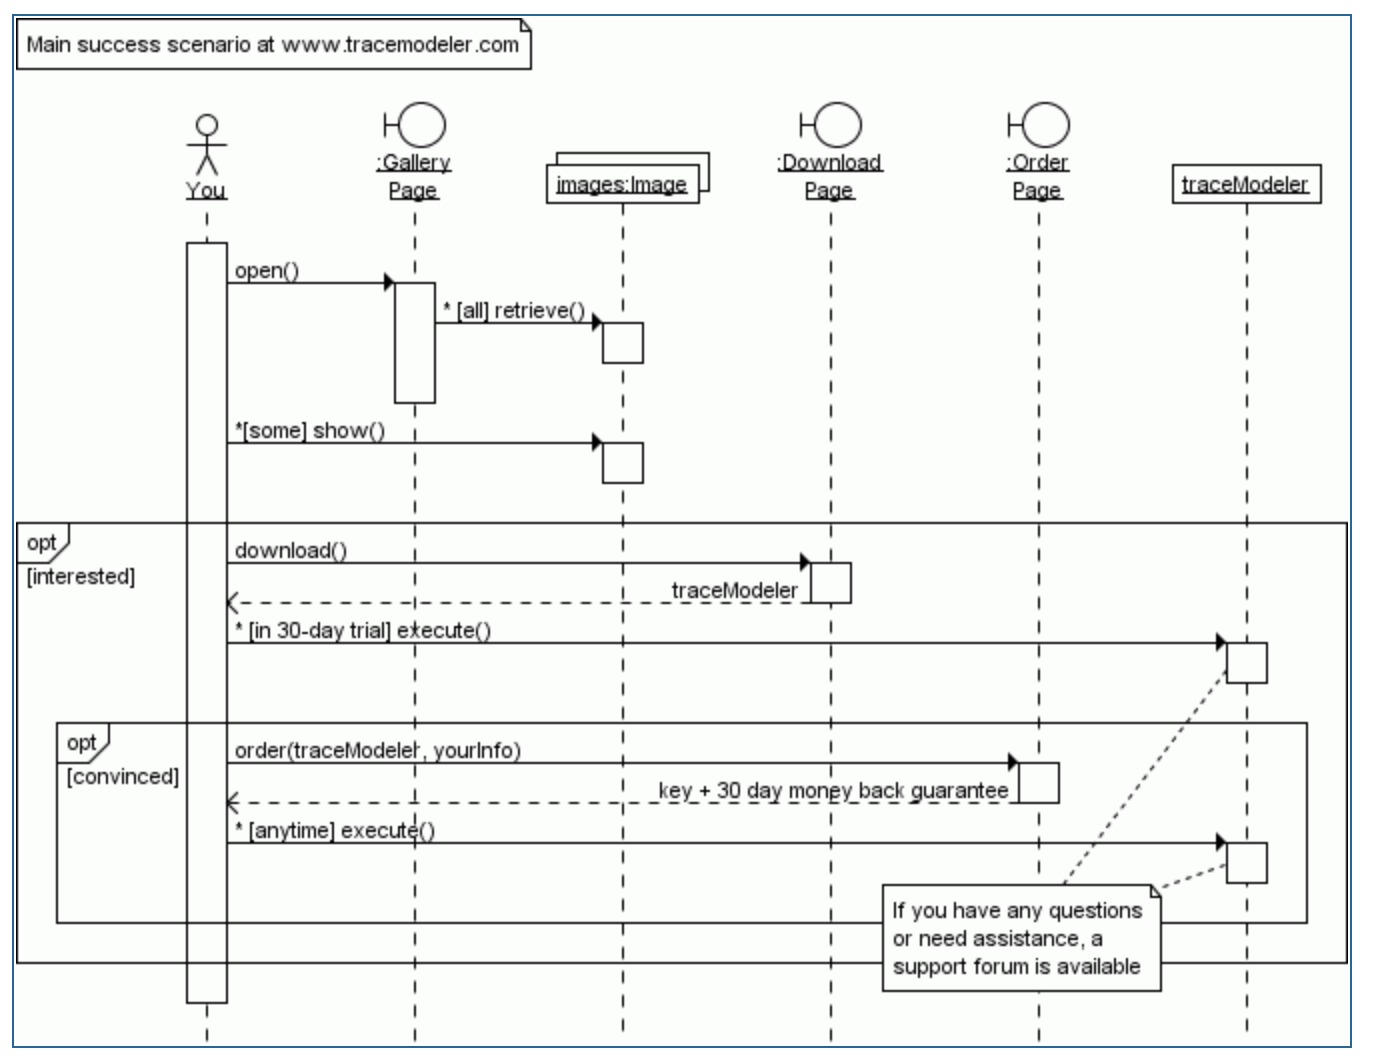 Main success scenario at www.tracemodeler.com
You
:Gallery
Page
images:Image
:Download
Page
:Order
Page
traceModeler
open()
* [all] retrieve()
*[some] show()
opt
[interested]
download()
traceModeler
* [in 30-day trial] execute()
opt
[convinced]
order(traceModeler, yourInfo)
key + 30 day money back guarantee
* [anytime] execute()
If you have any questions
or need assistance, a
support forum is available